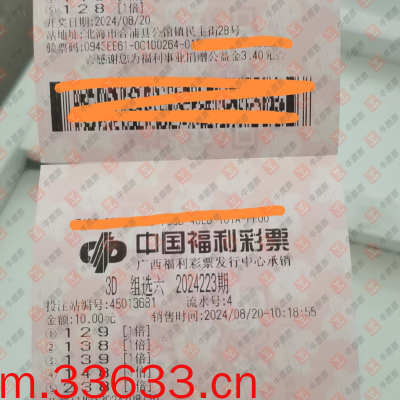 ⑤ 128 [1倍]
开奖日期:2024/08/20
站地址:北海市合浦县公馆镇民主街28号
验票码:
感谢您为福利事业捐赠公益金3.40元
中国福利彩票
广西福利彩票发行中心承销
3D 组选六 2024223期
投注站编号:45013681 流水号:4
金额:10.00元 销售时间:2024/08/20-10:18:55
① 129 [1倍]
② 138 [1倍]
③ 139 [1倍]
[1倍]
m.33633.cn